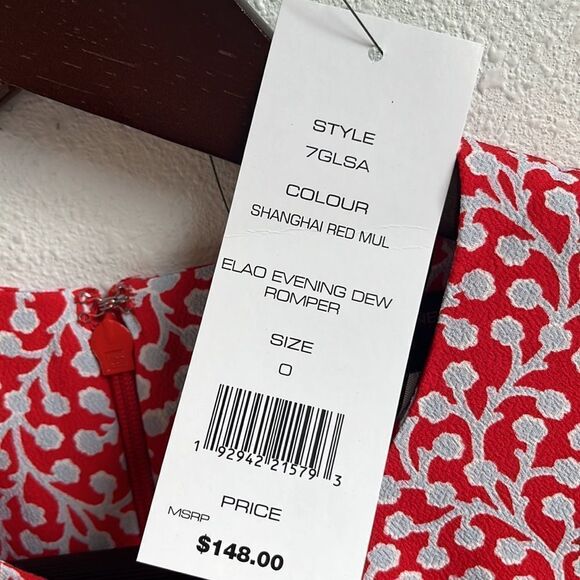 STYLE
7GLSA
COLOUR
SHANGHAI RED MUL
ELAO EVENING DEW
ROMPER
SIZE
0
1 92942 21579 3
PRICE
MSRP
$148.00